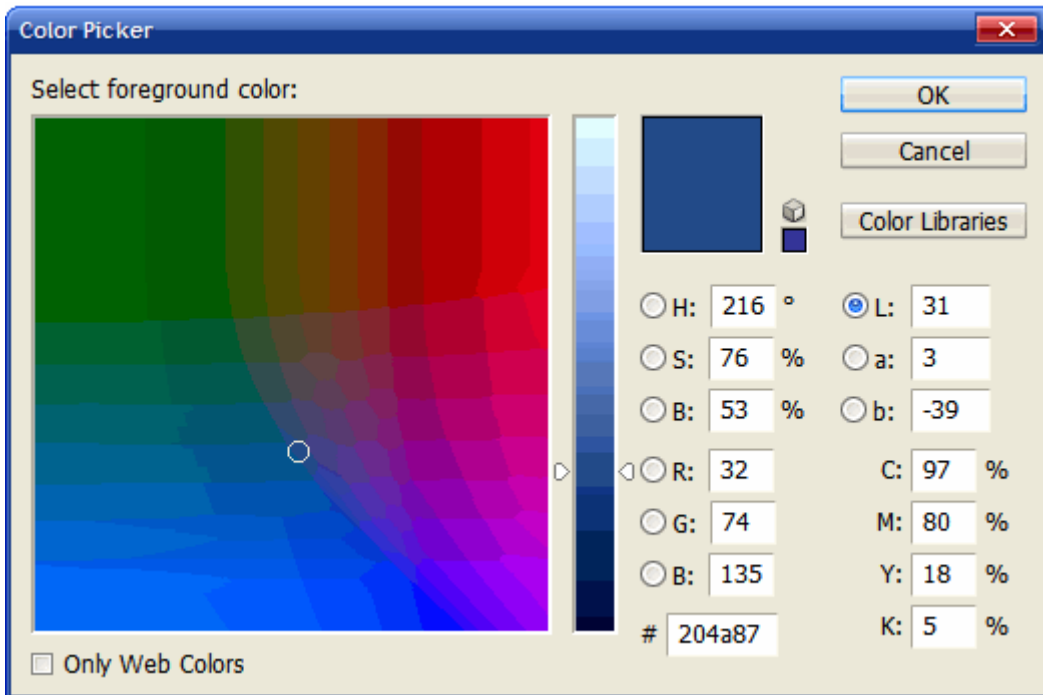 Color Picker
Select foreground color:
OK
Cancel
Color Libraries
H: 216 °
L: 31
S: 76 %
a: 3
B: 53 %
b: -39
R: 32
C: 97 %
G: 74
M: 80 %
B: 135
Y: 18 %
# 204a87
K: 5 %
Only Web Colors